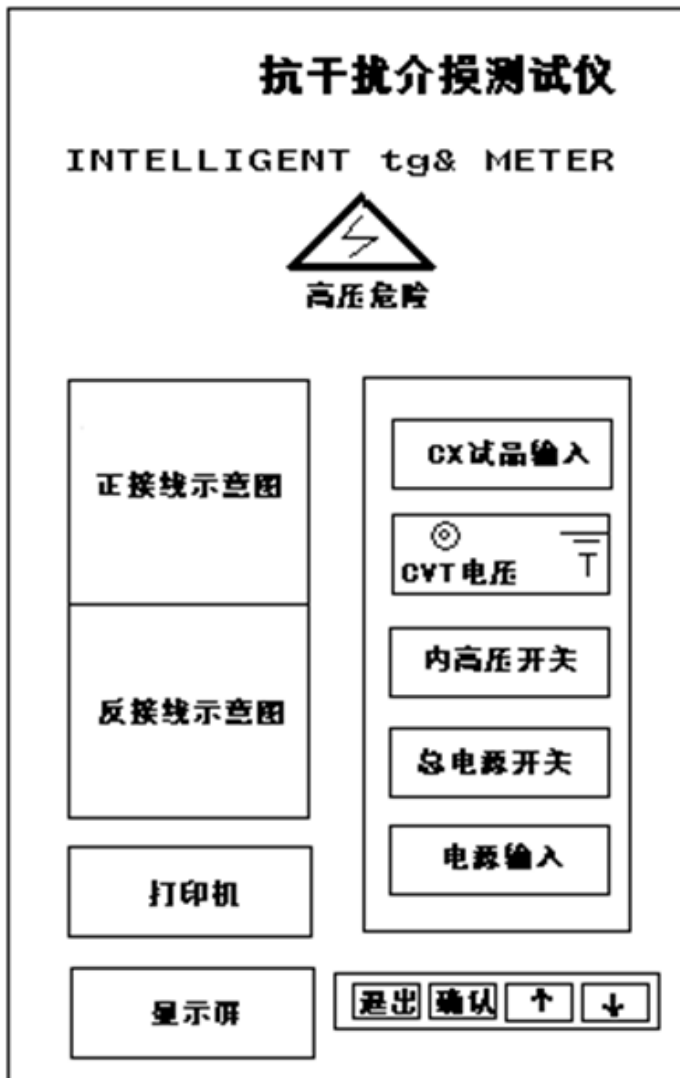 抗干扰介损测试仪
INTELLIGENT tg& METER
高压危险
正接线示意图
反接线示意图
打印机
显示屏
CX试品输入
CVT电压
内高压开关
总电源开关
电源输入
退出 确认 ↑ ↓